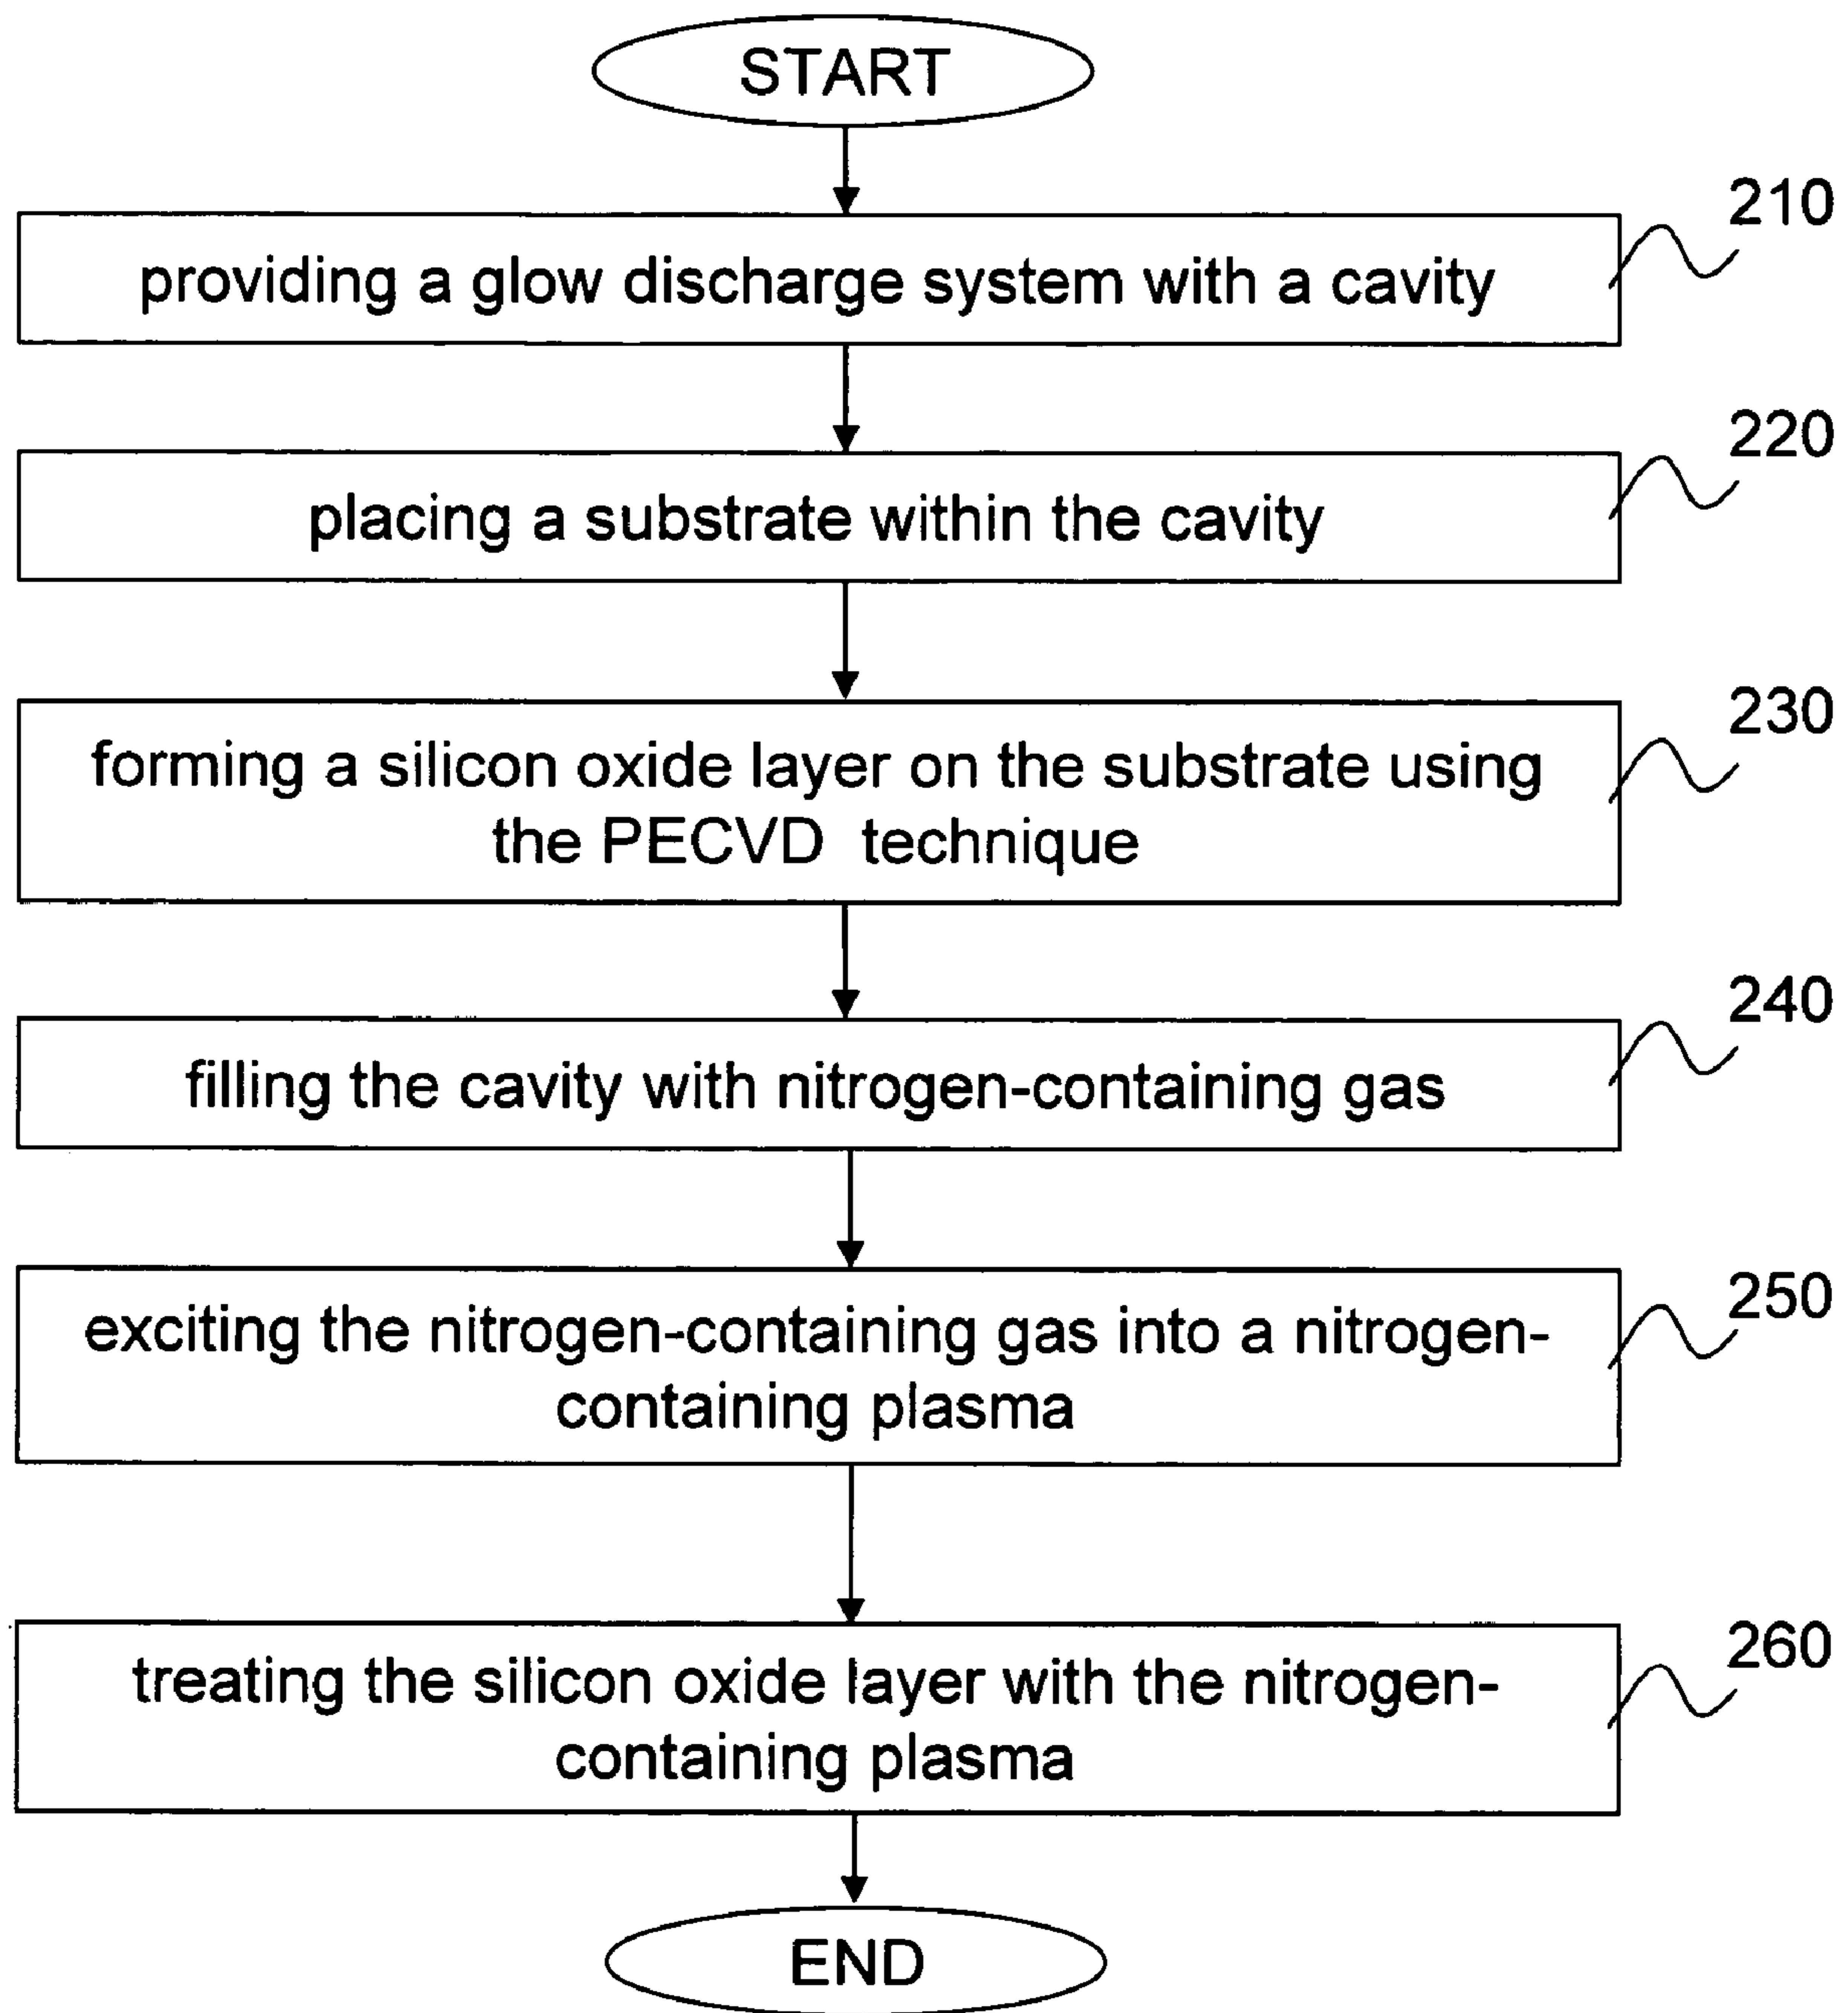 START
210
providing a glow discharge system with a cavity
220
placing a substrate within the cavity
230
forming a silicon oxide layer on the substrate using
the PECVD technique
240
filling the cavity with nitrogen-containing gas
250
exciting the nitrogen-containing gas into a nitrogen-
containing plasma
260
treating the silicon oxide layer with the nitrogen-
containing plasma
END